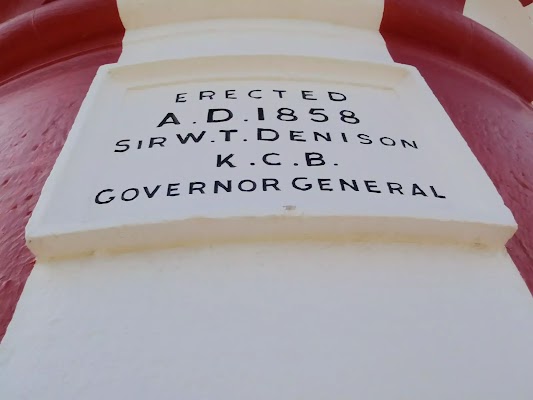 ERECTED
A.D.1858
SIR W.T. DENISON
K.C.B.
GOVERNOR GENERAL